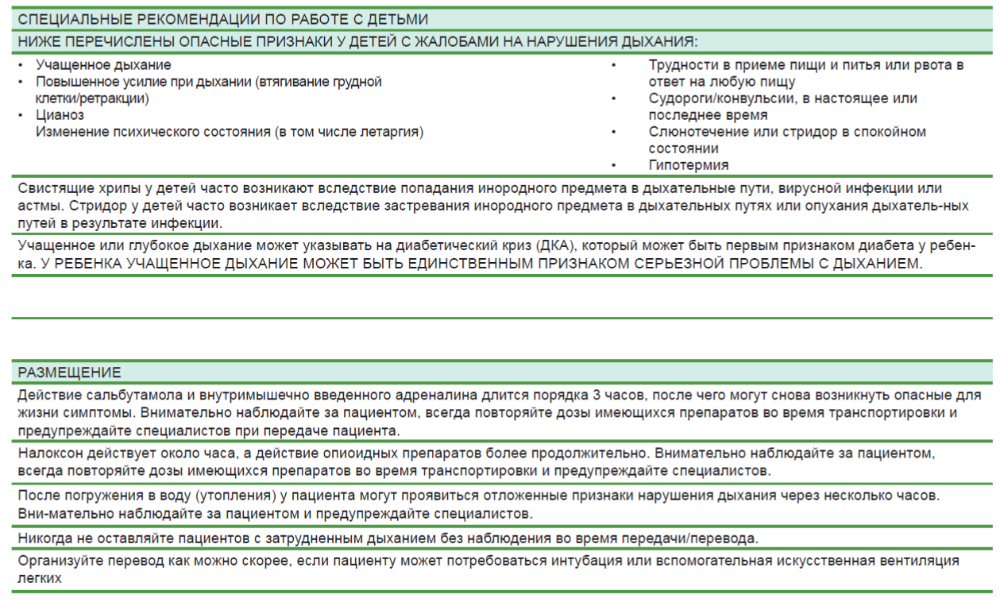 СПЕЦИАЛЬНЫЕ РЕКОМЕНДАЦИИ ПО РАБОТЕ С ДЕТЬМИ
НИЖЕ ПЕРЕЧИСЛЕНЫ ОПАСНЫЕ ПРИЗНАКИ У ДЕТЕЙ С ЖАЛОБАМИ НА НАРУШЕНИЯ ДЫХАНИЯ:
• Учащенное дыхание
• Повышенное усилие при дыхании (втягивание грудной
клетки/ретракции)
• Цианоз
Изменение психического состояния (в том числе летаргия)
• Трудности в приеме пищи и питья или рвота в
ответ на любую пищу
• Судороги/конвульсии, в настоящее или
последнее время
• Слюнотечение или стридор в спокойном
состоянии
• Гипотермия
Свистящие хрипы у детей часто возникают вследствие попадания инородного предмета в дыхательные пути, вирусной инфекции или
астмы. Стридор у детей часто возникает вследствие застревания инородного предмета в дыхательных путях или опухания дыхатель-ных
путей в результате инфекции.
Учащенное или глубокое дыхание может указывать на диабетический криз (ДКА), который может быть первым признаком диабета у ребен-
ка. У РЕБЕНКА УЧАЩЕННОЕ ДЫХАНИЕ МОЖЕТ БЫТЬ ЕДИНСТВЕННЫМ ПРИЗНАКОМ СЕРЬЕЗНОЙ ПРОБЛЕМЫ С ДЫХАНИЕМ.
РАЗМЕЩЕНИЕ
Действие сальбутамола и внутримышечно введенного адреналина длится порядка 3 часов, после чего могут снова возникнуть опасные для
жизни симптомы. Внимательно наблюдайте за пациентом, всегда повторяйте дозы имеющихся препаратов во время транспортировки и
предупреждайте специалистов при передаче пациента.
Налоксон действует около часа, а действие опиоидных препаратов более продолжительно. Внимательно наблюдайте за пациентом,
всегда повторяйте дозы имеющихся препаратов во время транспортировки и предупреждайте специалистов.
После погружения в воду (утопления) у пациента могут проявиться отложенные признаки нарушения дыхания через несколько часов.
Вни-мательно наблюдайте за пациентом и предупреждайте специалистов.
Никогда не оставляйте пациентов с затрудненным дыханием без наблюдения во время передачи/перевода.
Организуйте перевод как можно скорее, если пациенту может потребоваться интубация или вспомогательная искусственная вентиляция
легких